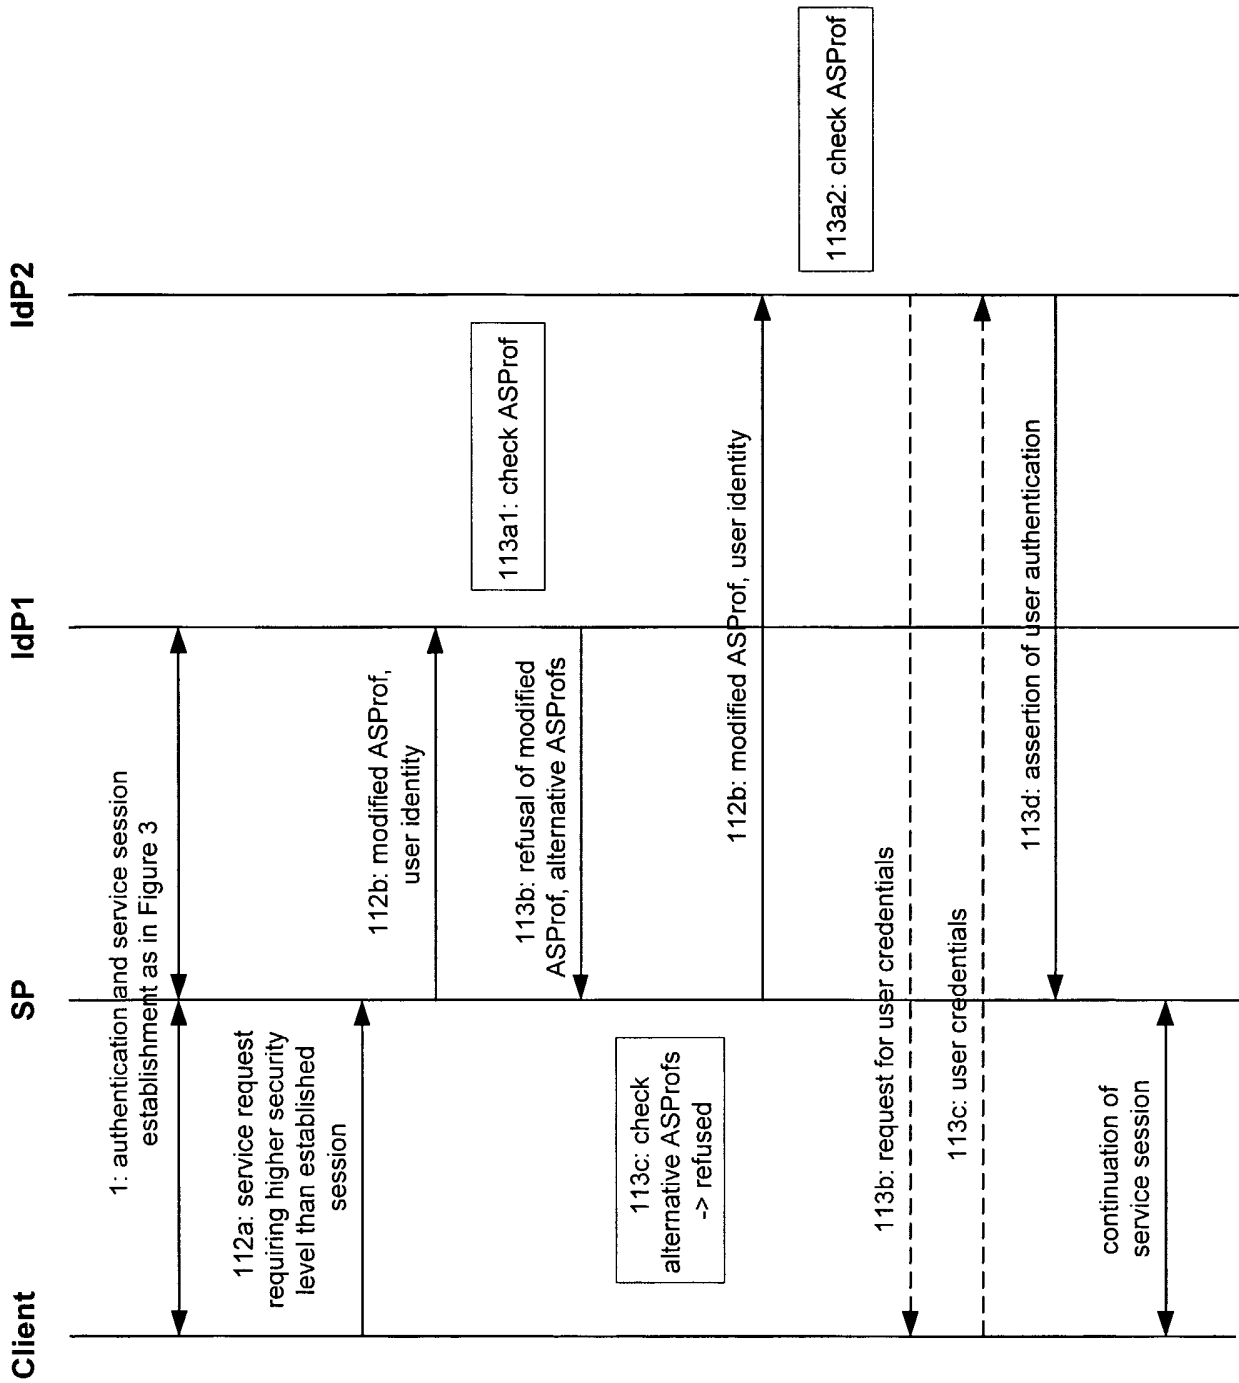 Client
SP
IdP1
IdP2
1: authentication and service session
establishment as in Figure 3
112a: service request
requiring higher security
level than established
session
112b: modified ASProf,
user identity
113a1: check ASProf
113b: refusal of modified
ASProf, alternative ASProfs
113c: check
alternative ASProfs
-> refused
112b: modified ASProf, user identity
113a2: check ASProf
113b: request for user credentials
113c: user credentials
113d: assertion of user authentication
continuation of
service session